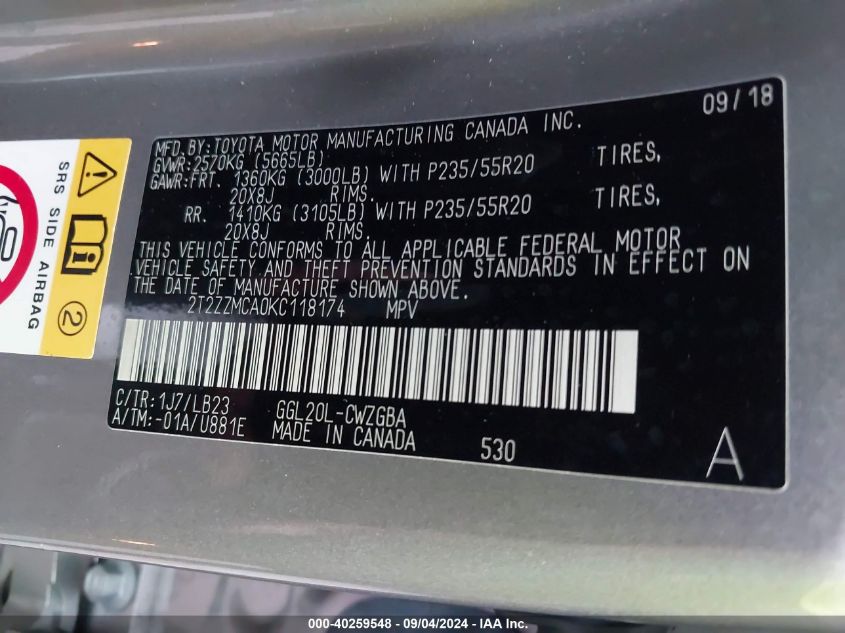 09/18
MFD.BY:TOYOTA MOTOR MANUFACTURING CANADA INC.
GVWR:2570KG (5665LB)
GAWR:FRT. 1360KG (3000LB) WITH P235/55R20 TIRES,
20X8J RIMS.
RR. 1410KG (3105LB) WITH P235/55R20 TIRES,
20X8J RIMS.
THIS VEHICLE CONFORMS TO ALL APPLICABLE FEDERAL MOTOR
VEHICLE SAFETY AND THEFT PREVENTION STANDARDS IN EFFECT ON
THE DATE OF MANUFACTURE SHOWN ABOVE.
2T2ZZMCA0KC118174 MPV
C/TR:1J7/LB23 GGL20L-CWZGBA
A/TM:-01A/U881E MADE IN CANADA 530
A
SRS SIDE AIRBAG
2
000-40259548 - 09/04/2024 - IAA Inc.